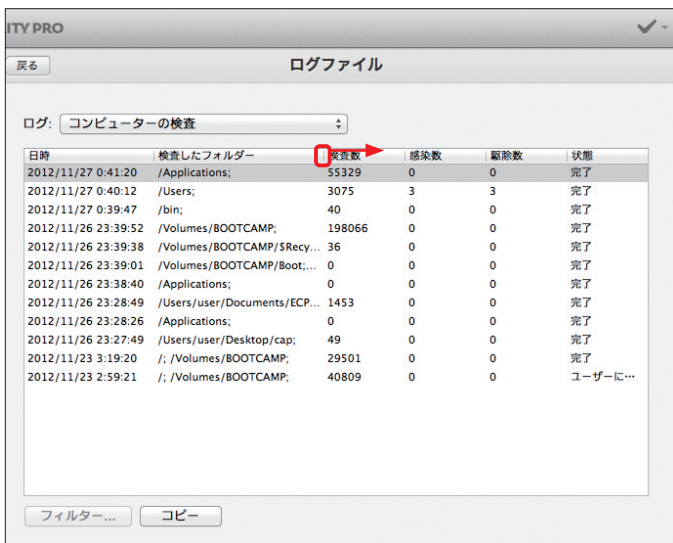 ITY PRO
戻る
ログファイル
ログ: コンピューターの検査
日時 検査したフォルダー 検査数 感染数 駆除数 状態
2012/11/27 0:41:20 /Applications; 55329 0 0 完了
2012/11/27 0:40:12 /Users; 3075 3 3 完了
2012/11/27 0:39:47 /bin; 40 0 0 完了
2012/11/26 23:39:52 /Volumes/BOOTCAMP; 198066 0 0 完了
2012/11/26 23:39:38 /Volumes/BOOTCAMP/$Recy... 36 0 0 完了
2012/11/26 23:39:01 /Volumes/BOOTCAMP/Boot;... 0 0 0 完了
2012/11/26 23:38:40 /Applications; 0 0 0 完了
2012/11/26 23:28:49 /Users/user/Documents/ECP... 1453 0 0 完了
2012/11/26 23:28:26 /Applications; 0 0 0 完了
2012/11/26 23:27:49 /Users/user/Desktop/cap; 49 0 0 完了
2012/11/23 3:19:20 /; /Volumes/BOOTCAMP; 29501 0 0 完了
2012/11/23 2:59:21 /; /Volumes/BOOTCAMP; 40809 0 0 ユーザーに…
フィルター... コピー